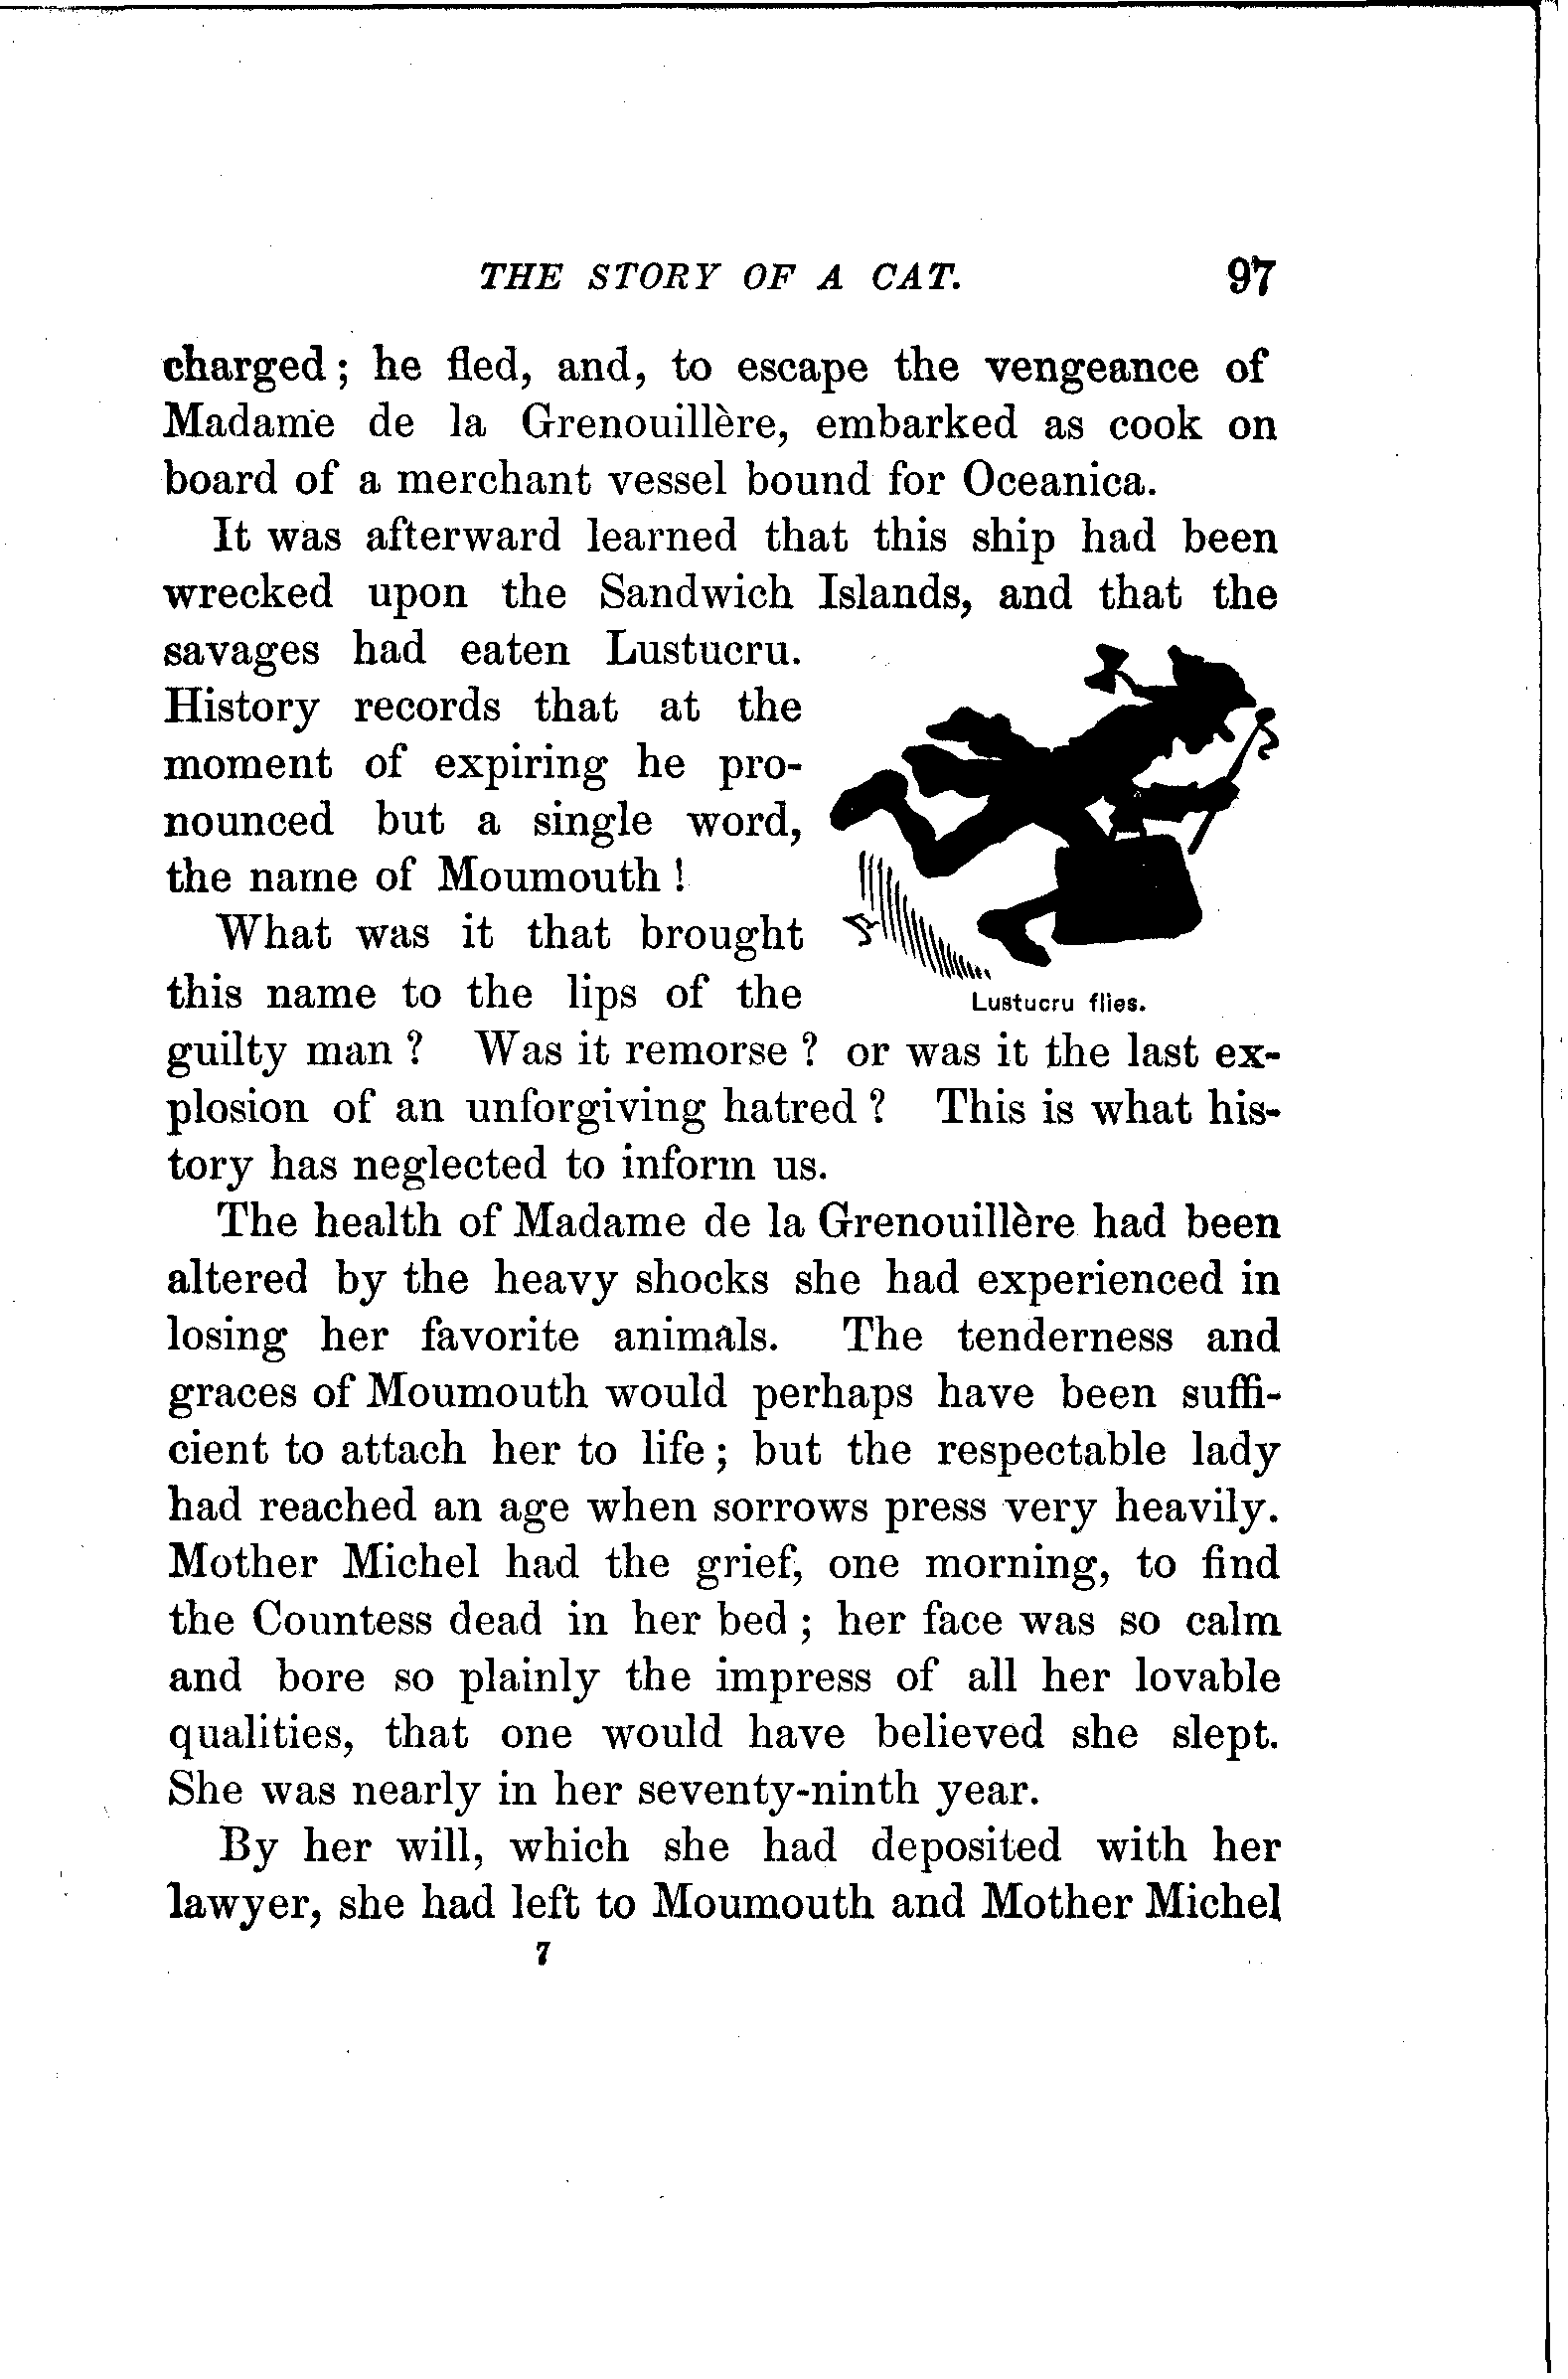 THE STORY OF A CAT. 97
charged; he fled, and, to escape the vengeance of
Madame de la Grenouillère, embarked as cook on
board of a merchant vessel bound for Oceanica.
It was afterward learned that this ship had been
wrecked upon the Sandwich Islands, and that the
savages had eaten Lustucru.
History records that at the
moment of expiring he pro-
nounced but a single word,
the name of Moumouth!
What was it that brought
this name to the lips of the
Lustucru flies.
guilty man? Was it remorse? or was it the last ex-
plosion of an unforgiving hatred? This is what his-
tory has neglected to inform us.
The health of Madame de la Grenouillère had been
altered by the heavy shocks she had experienced in
losing her favorite animals. The tenderness and
graces of Moumouth would perhaps have been suffi-
cient to attach her to life; but the respectable lady
had reached an age when sorrows press very heavily.
Mother Michel had the grief, one morning, to find
the Countess dead in her bed; her face was so calm
and bore so plainly the impress of all her lovable
qualities, that one would have believed she slept.
She was nearly in her seventy-ninth year.
By her will, which she had deposited with her
lawyer, she had left to Moumouth and Mother Michel
7